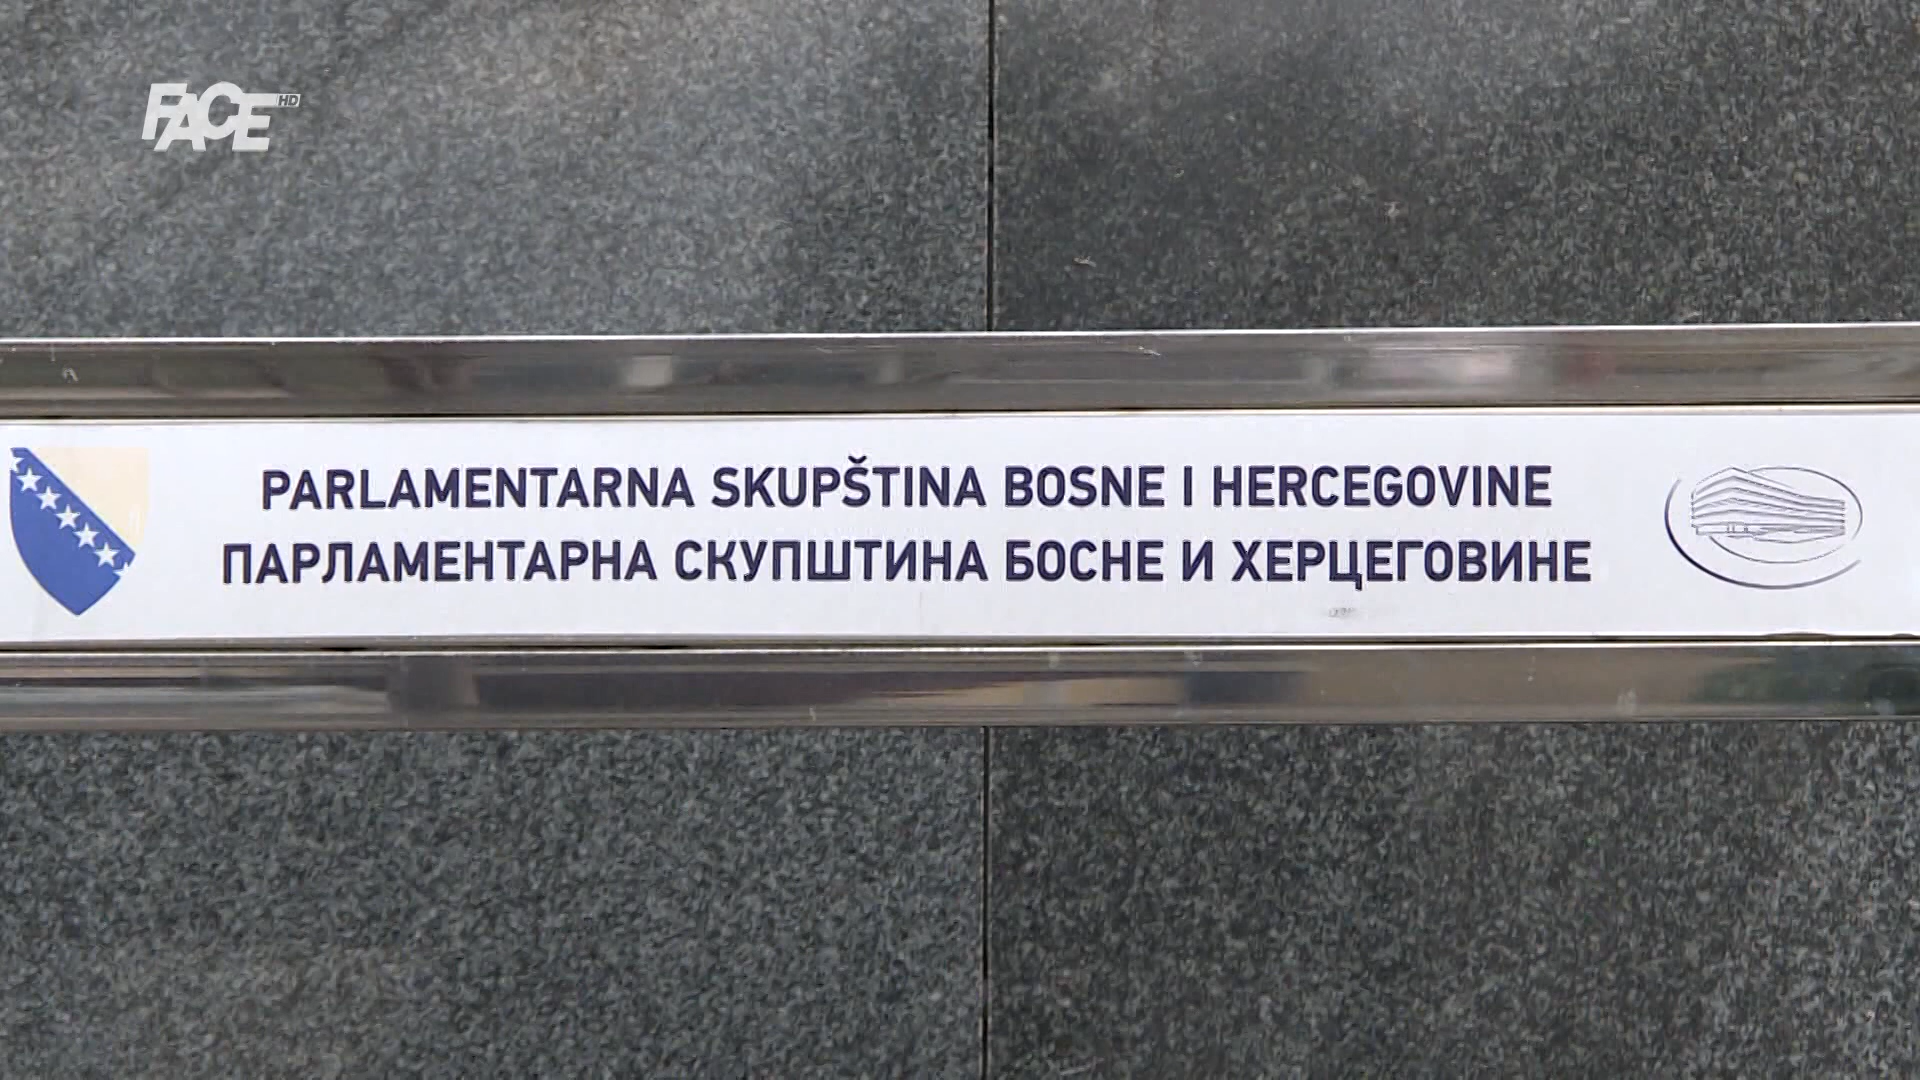 FACE HD
PARLAMENTARNA SKUPŠTINA BOSNE I HERCEGOVINE
ПАРЛАМЕНТАРНА СКУПШТИНА БОСНЕ И ХЕРЦЕГОВИНЕ